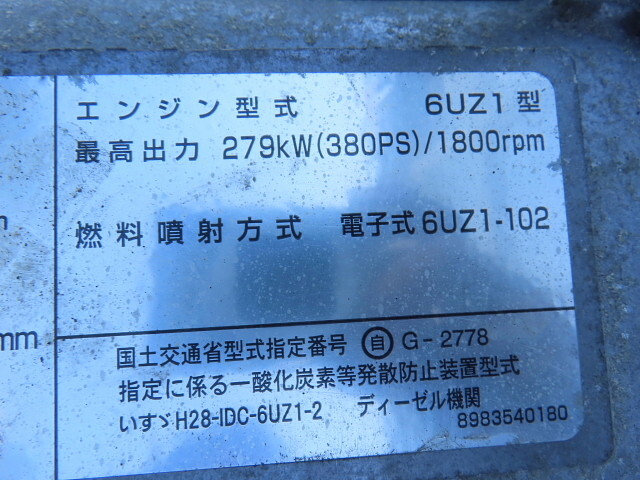 エンジン型式 6UZ1型
最高出力 279kW(380PS)/1800rpm
燃料噴射方式 電子式6UZ1-102
mm
国土交通省型式指定番号 自 G-2778
指定に係る一酸化炭素等発散防止装置型式
いすゞH28-IDC-6UZ1-2 ディーゼル機関
8983540180